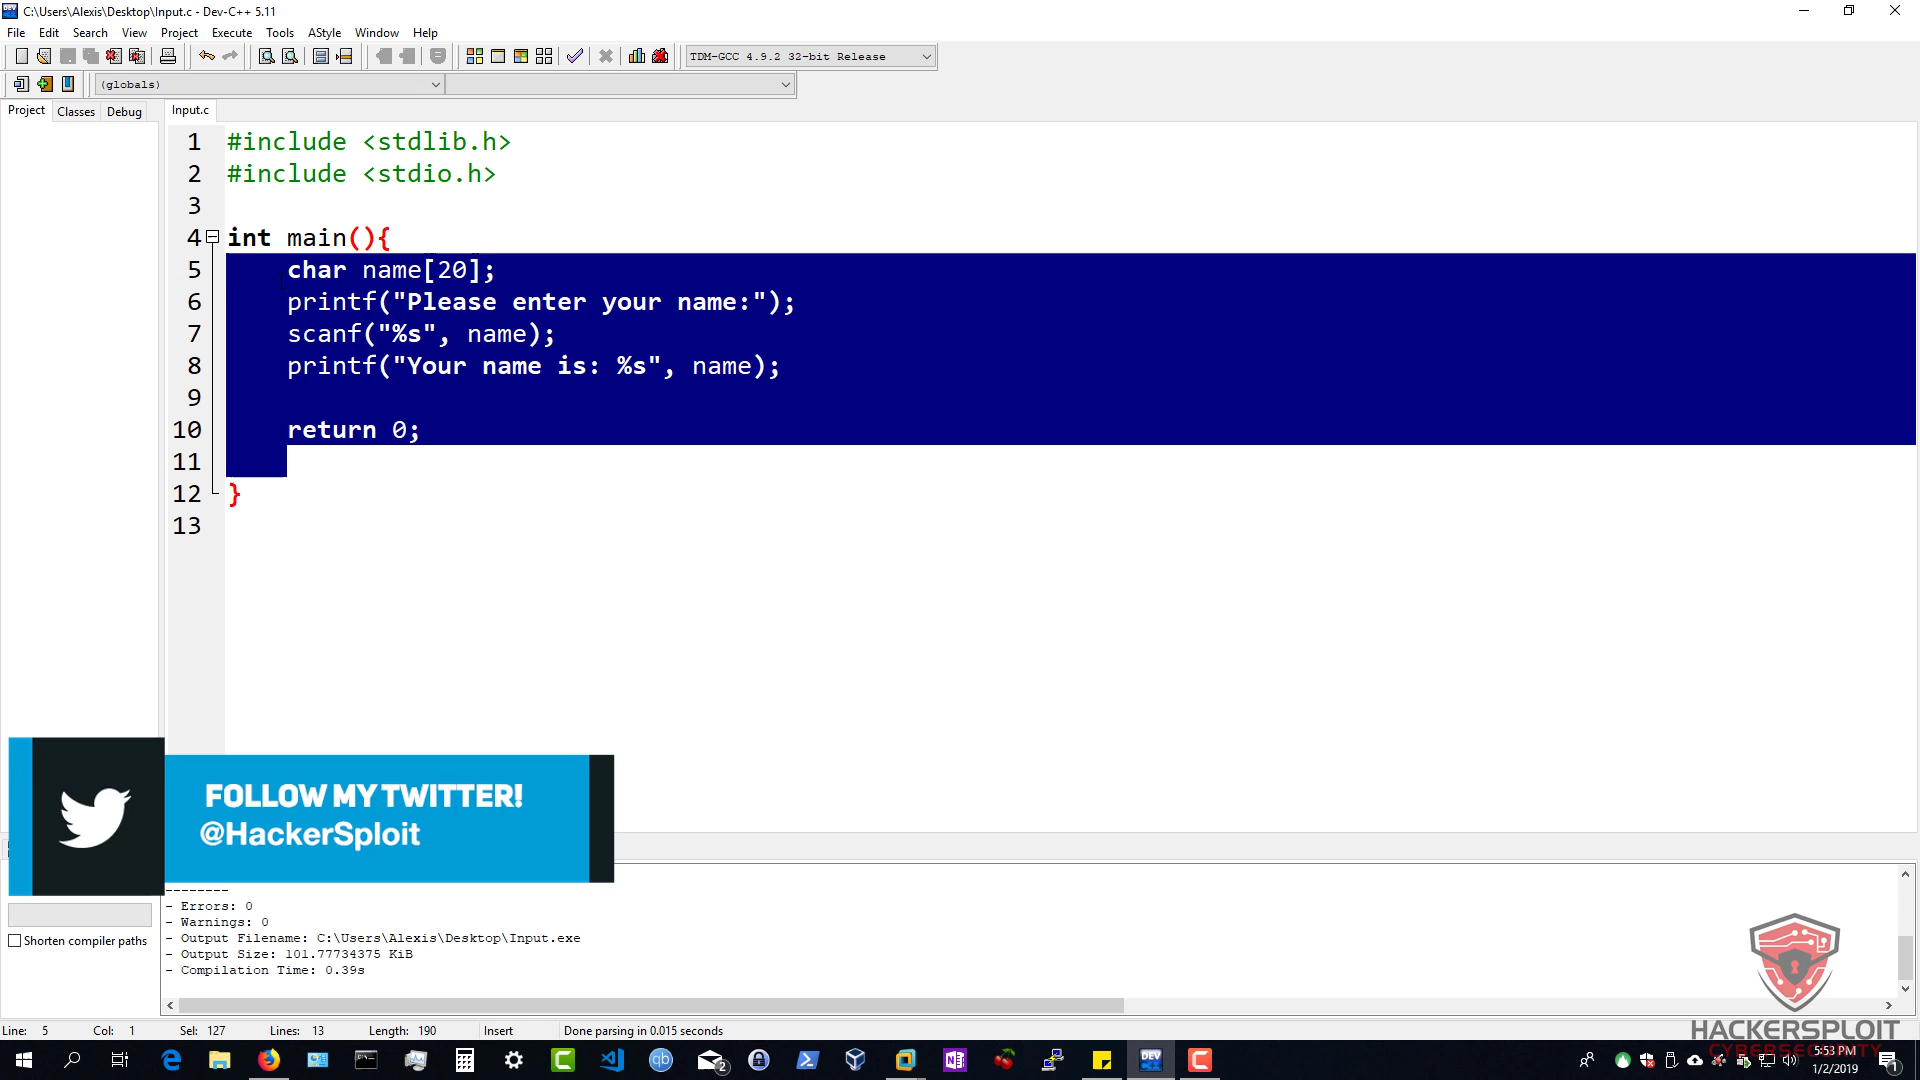 C:\Users\Alexis\Desktop\Input.c - Dev-C++ 5.11
File Edit Search View Project Execute Tools AStyle Window Help
TDM-GCC 4.9.2 32-bit Release
(globals)
Project Classes Debug
Input.c
1 #include <stdlib.h>
2 #include <stdio.h>
3
4 int main(){
5 char name[20];
6 printf("Please enter your name:");
7 scanf("%s", name);
8 printf("Your name is: %s", name);
9
10 return 0;
11
12 }
13
FOLLOW MY TWITTER!
@HackerSploit
--------
- Errors: 0
- Warnings: 0
- Output Filename: C:\Users\Alexis\Desktop\Input.exe
- Output Size: 101.77734375 KiB
- Compilation Time: 0.39s
Shorten compiler paths
Line: 5 Col: 1 Sel: 127 Lines: 13 Length: 190 Insert Done parsing in 0.015 seconds
HACKERSPLOIT
CYBERSECURITY
DEV
qb
2
5:53 PM
1/2/2019
1